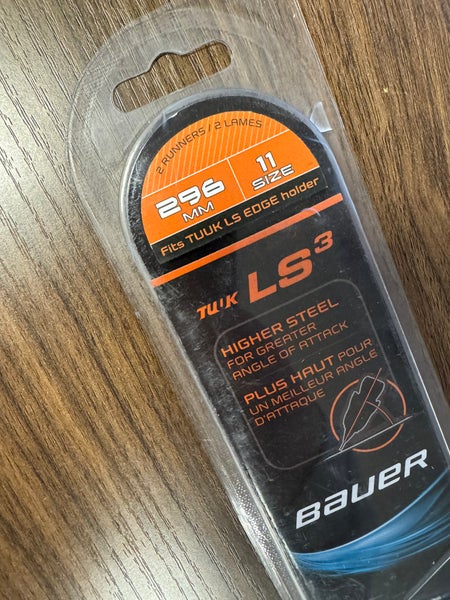 2 RUNNERS / 2 LAMES
296 MM
11 SIZE
Fits TUUK LS EDGE holder
TUUK LS3
HIGHER STEEL
FOR GREATER
ANGLE OF ATTACK
PLUS HAUT POUR
UN MEILLEUR ANGLE
D'ATTAQUE
BAUER